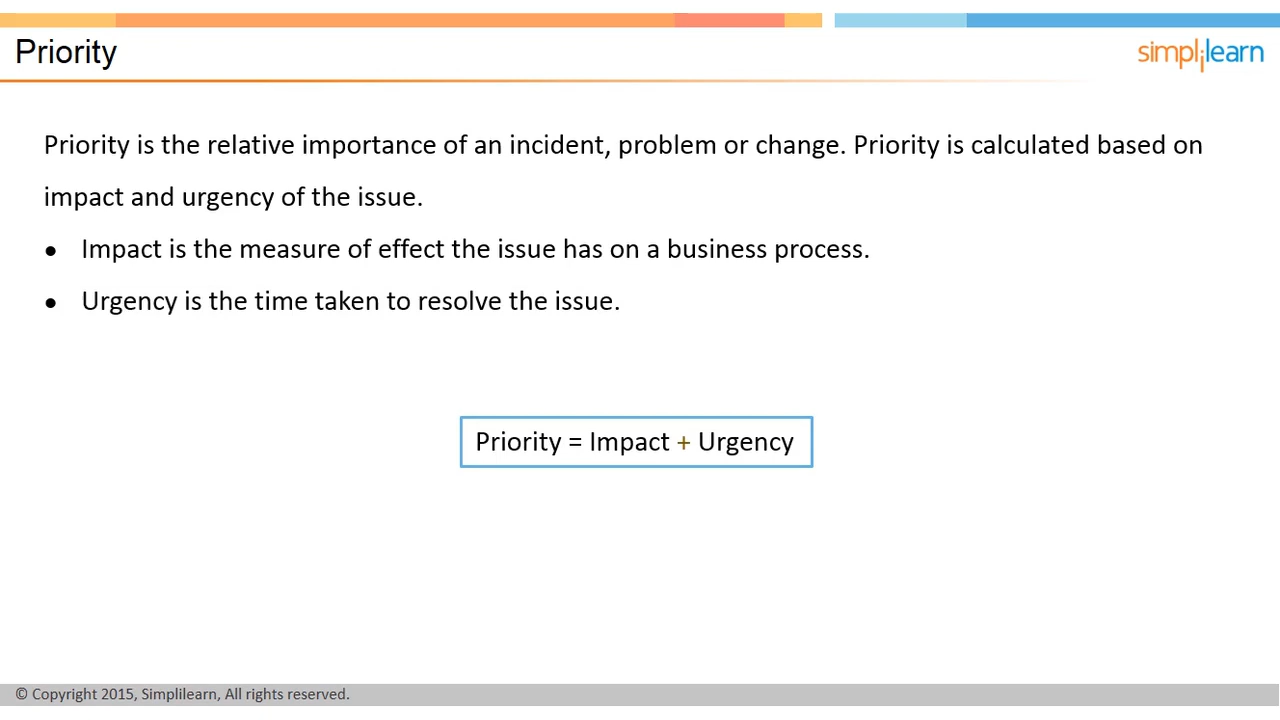 Priority
simplilearn
Priority is the relative importance of an incident, problem or change. Priority is calculated based on
impact and urgency of the issue.
● Impact is the measure of effect the issue has on a business process.
● Urgency is the time taken to resolve the issue.
Priority = Impact + Urgency
© Copyright 2015, Simplilearn, All rights reserved.